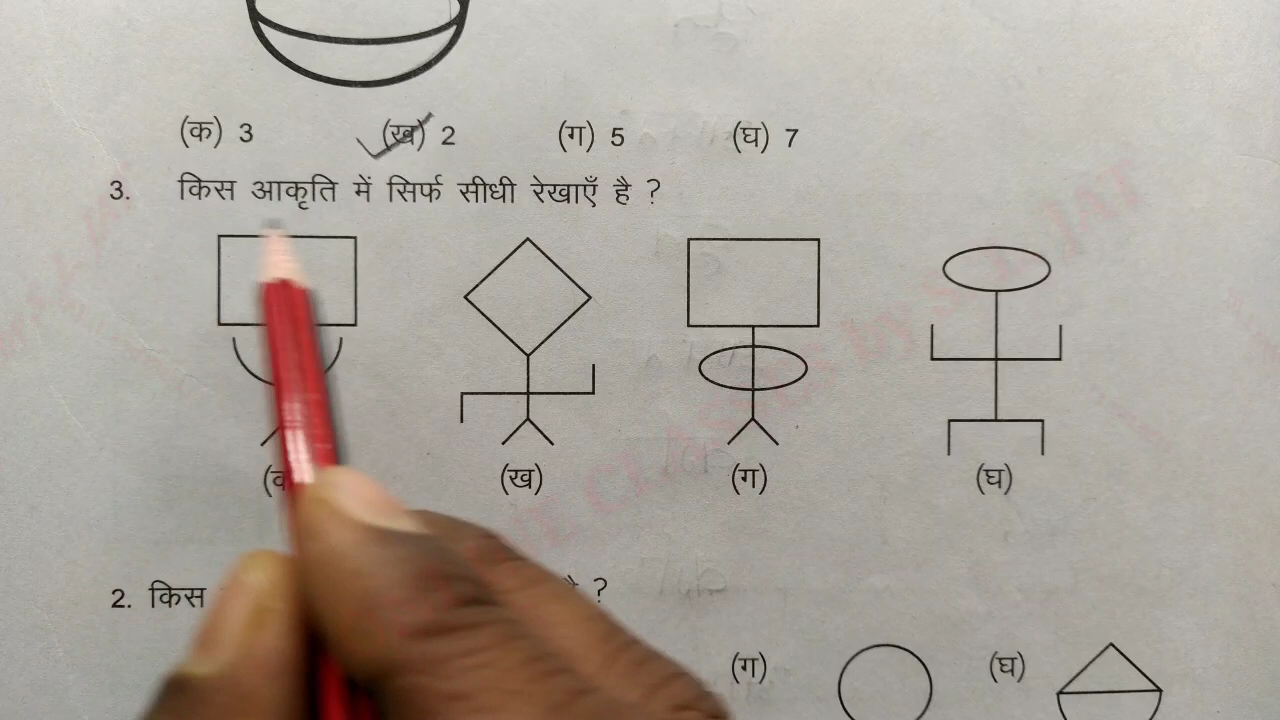 (क) 3 (ख) 2 (ग) 5 (घ) 7
3. किस आकृति में सिर्फ सीधी रेखाएँ है ?
(ख) (ग) (घ)
2. किस है ?
(ग) (घ)